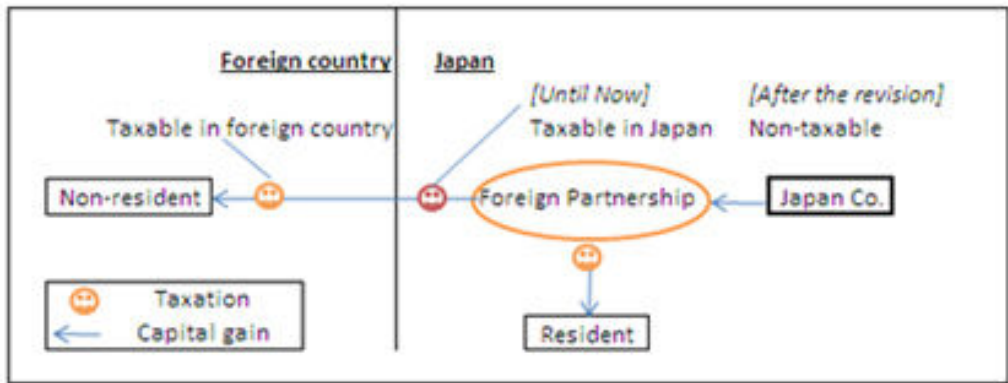 Foreign country
Japan
[Until Now]
[After the revision]
Taxable in foreign country
Taxable in Japan
Non-taxable
Non-resident
Foreign Partnership
Japan Co.
Taxation
Capital gain
Resident